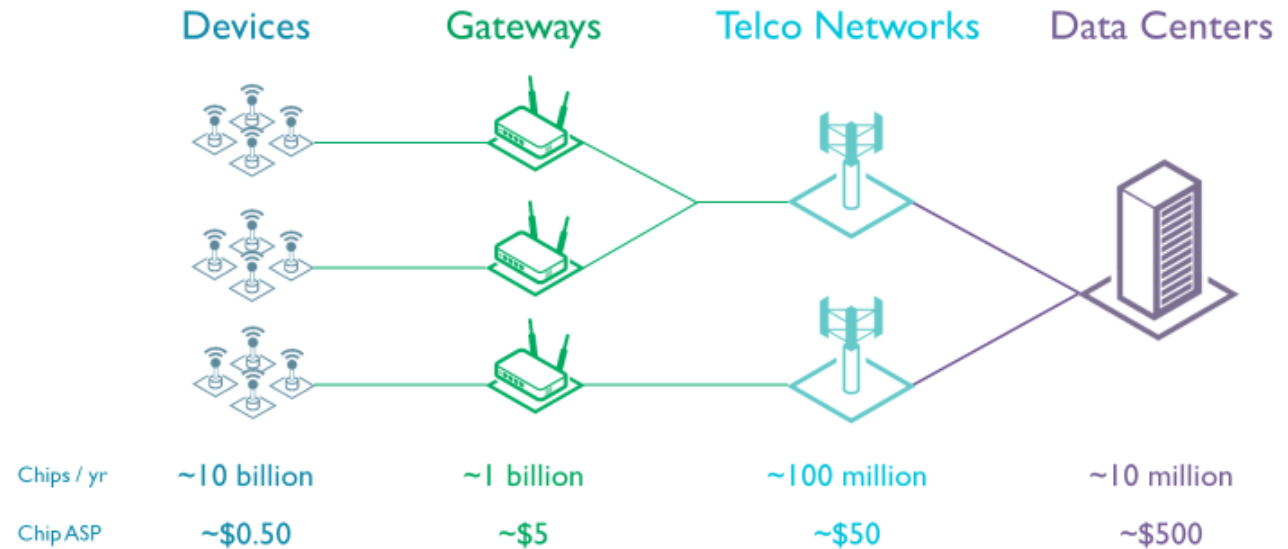 Devices Gateways Telco Networks Data Centers
Chips / yr ~10 billion ~1 billion ~100 million ~10 million
Chip ASP ~$0.50 ~$5 ~$50 ~$500